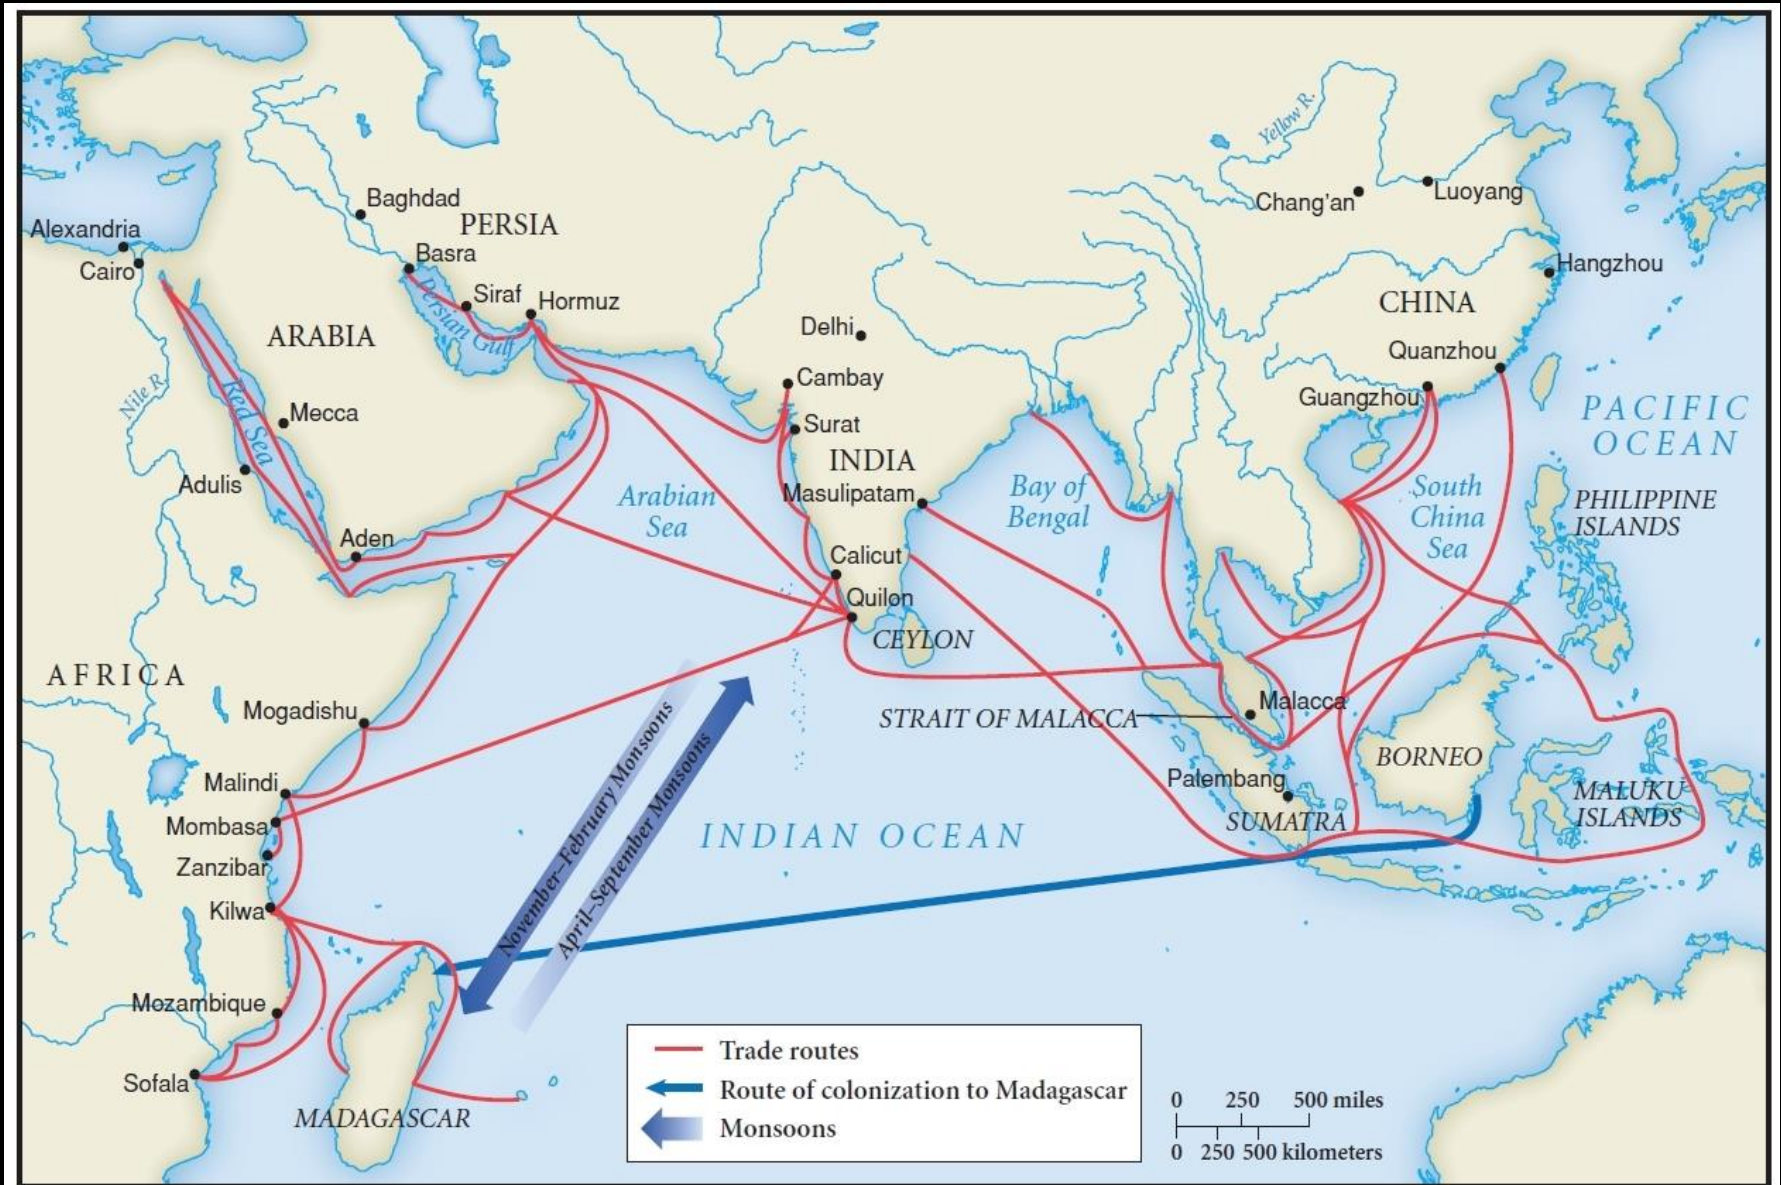 Yellow R.
Baghdad
PERSIA
Chang'an
Luoyang
Alexandria
Cairo
Basra
Hangzhou
Siraf
Hormuz
Persian Gulf
ARABIA
Delhi
CHINA
Quanzhou
Nile R.
Red Sea
Mecca
Cambay
Guangzhou
PACIFIC
OCEAN
Surat
INDIA
Adulis
Arabian
Sea
Masulipatam
Bay of
Bengal
South
China
Sea
PHILIPPINE
ISLANDS
Aden
Calicut
Quilon
CEYLON
AFRICA
Mogadishu
STRAIT OF MALACCA
Malacca
BORNEO
Malindi
Palembang
MALUKU
ISLANDS
Mombasa
SUMATRA
INDIAN OCEAN
November–February Monsoons
April–September Monsoons
Zanzibar
Kilwa
Mozambique
Sofala
MADAGASCAR
Trade routes
Route of colonization to Madagascar
Monsoons
0 250 500 miles
0 250 500 kilometers